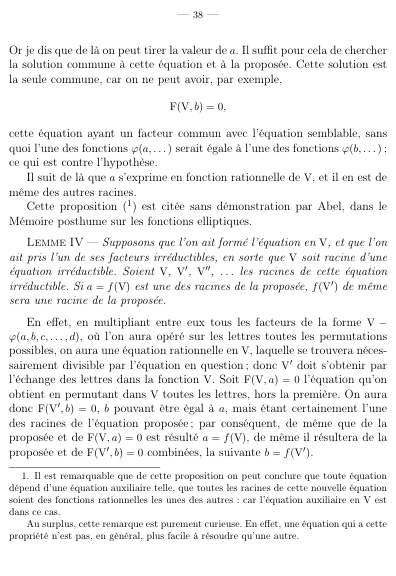 — 38 —
Or je dis que de là on peut tirer la valeur de a. Il suffit pour cela de chercher
la solution commune à cette équation et à la proposée. Cette solution est
la seule commune, car on ne peut avoir, par exemple,
F(V, b) = 0,
cette équation ayant un facteur commun avec l'équation semblable, sans
quoi l'une des fonctions φ(a, . . . ) serait égale à l'une des fonctions φ(b, . . . ) ;
ce qui est contre l'hypothèse.
Il suit de là que a s'exprime en fonction rationnelle de V, et il en est de
même des autres racines.
Cette proposition (¹) est citée sans démonstration par Abel, dans le
Mémoire posthume sur les fonctions elliptiques.
Lemme IV — Supposons que l'on ait formé l'équation en V, et que l'on
ait pris l'un de ses facteurs irréductibles, en sorte que V soit racine d'une
équation irréductible. Soient V, V′, V″, . . . les racines de cette équation
irréductible. Si a = f(V) est une des racines de la proposée, f(V′) de même
sera une racine de la proposée.
En effet, en multipliant entre eux tous les facteurs de la forme V −
φ(a, b, c, . . . , d), où l'on aura opéré sur les lettres toutes les permutations
possibles, on aura une équation rationnelle en V, laquelle se trouvera néces-
sairement divisible par l'équation en question ; donc V′ doit s'obtenir par
l'échange des lettres dans la fonction V. Soit F(V, a) = 0 l'équation qu'on
obtient en permutant dans V toutes les lettres, hors la première. On aura
donc F(V′, b) = 0, b pouvant être égal à a, mais étant certainement l'une
des racines de l'équation proposée ; par conséquent, de même que de la
proposée et de F(V, a) = 0 est résulté a = f(V), de même il résultera de la
proposée et de F(V′, b) = 0 combinées, la suivante b = f(V′).
1. Il est remarquable que de cette proposition on peut conclure que toute équation
dépend d'une équation auxiliaire telle, que toutes les racines de cette nouvelle équation
soient des fonctions rationnelles les unes des autres : car l'équation auxiliaire en V est
dans ce cas.
Au surplus, cette remarque est purement curieuse. En effet, une équation qui a cette
propriété n'est pas, en général, plus facile à résoudre qu'une autre.